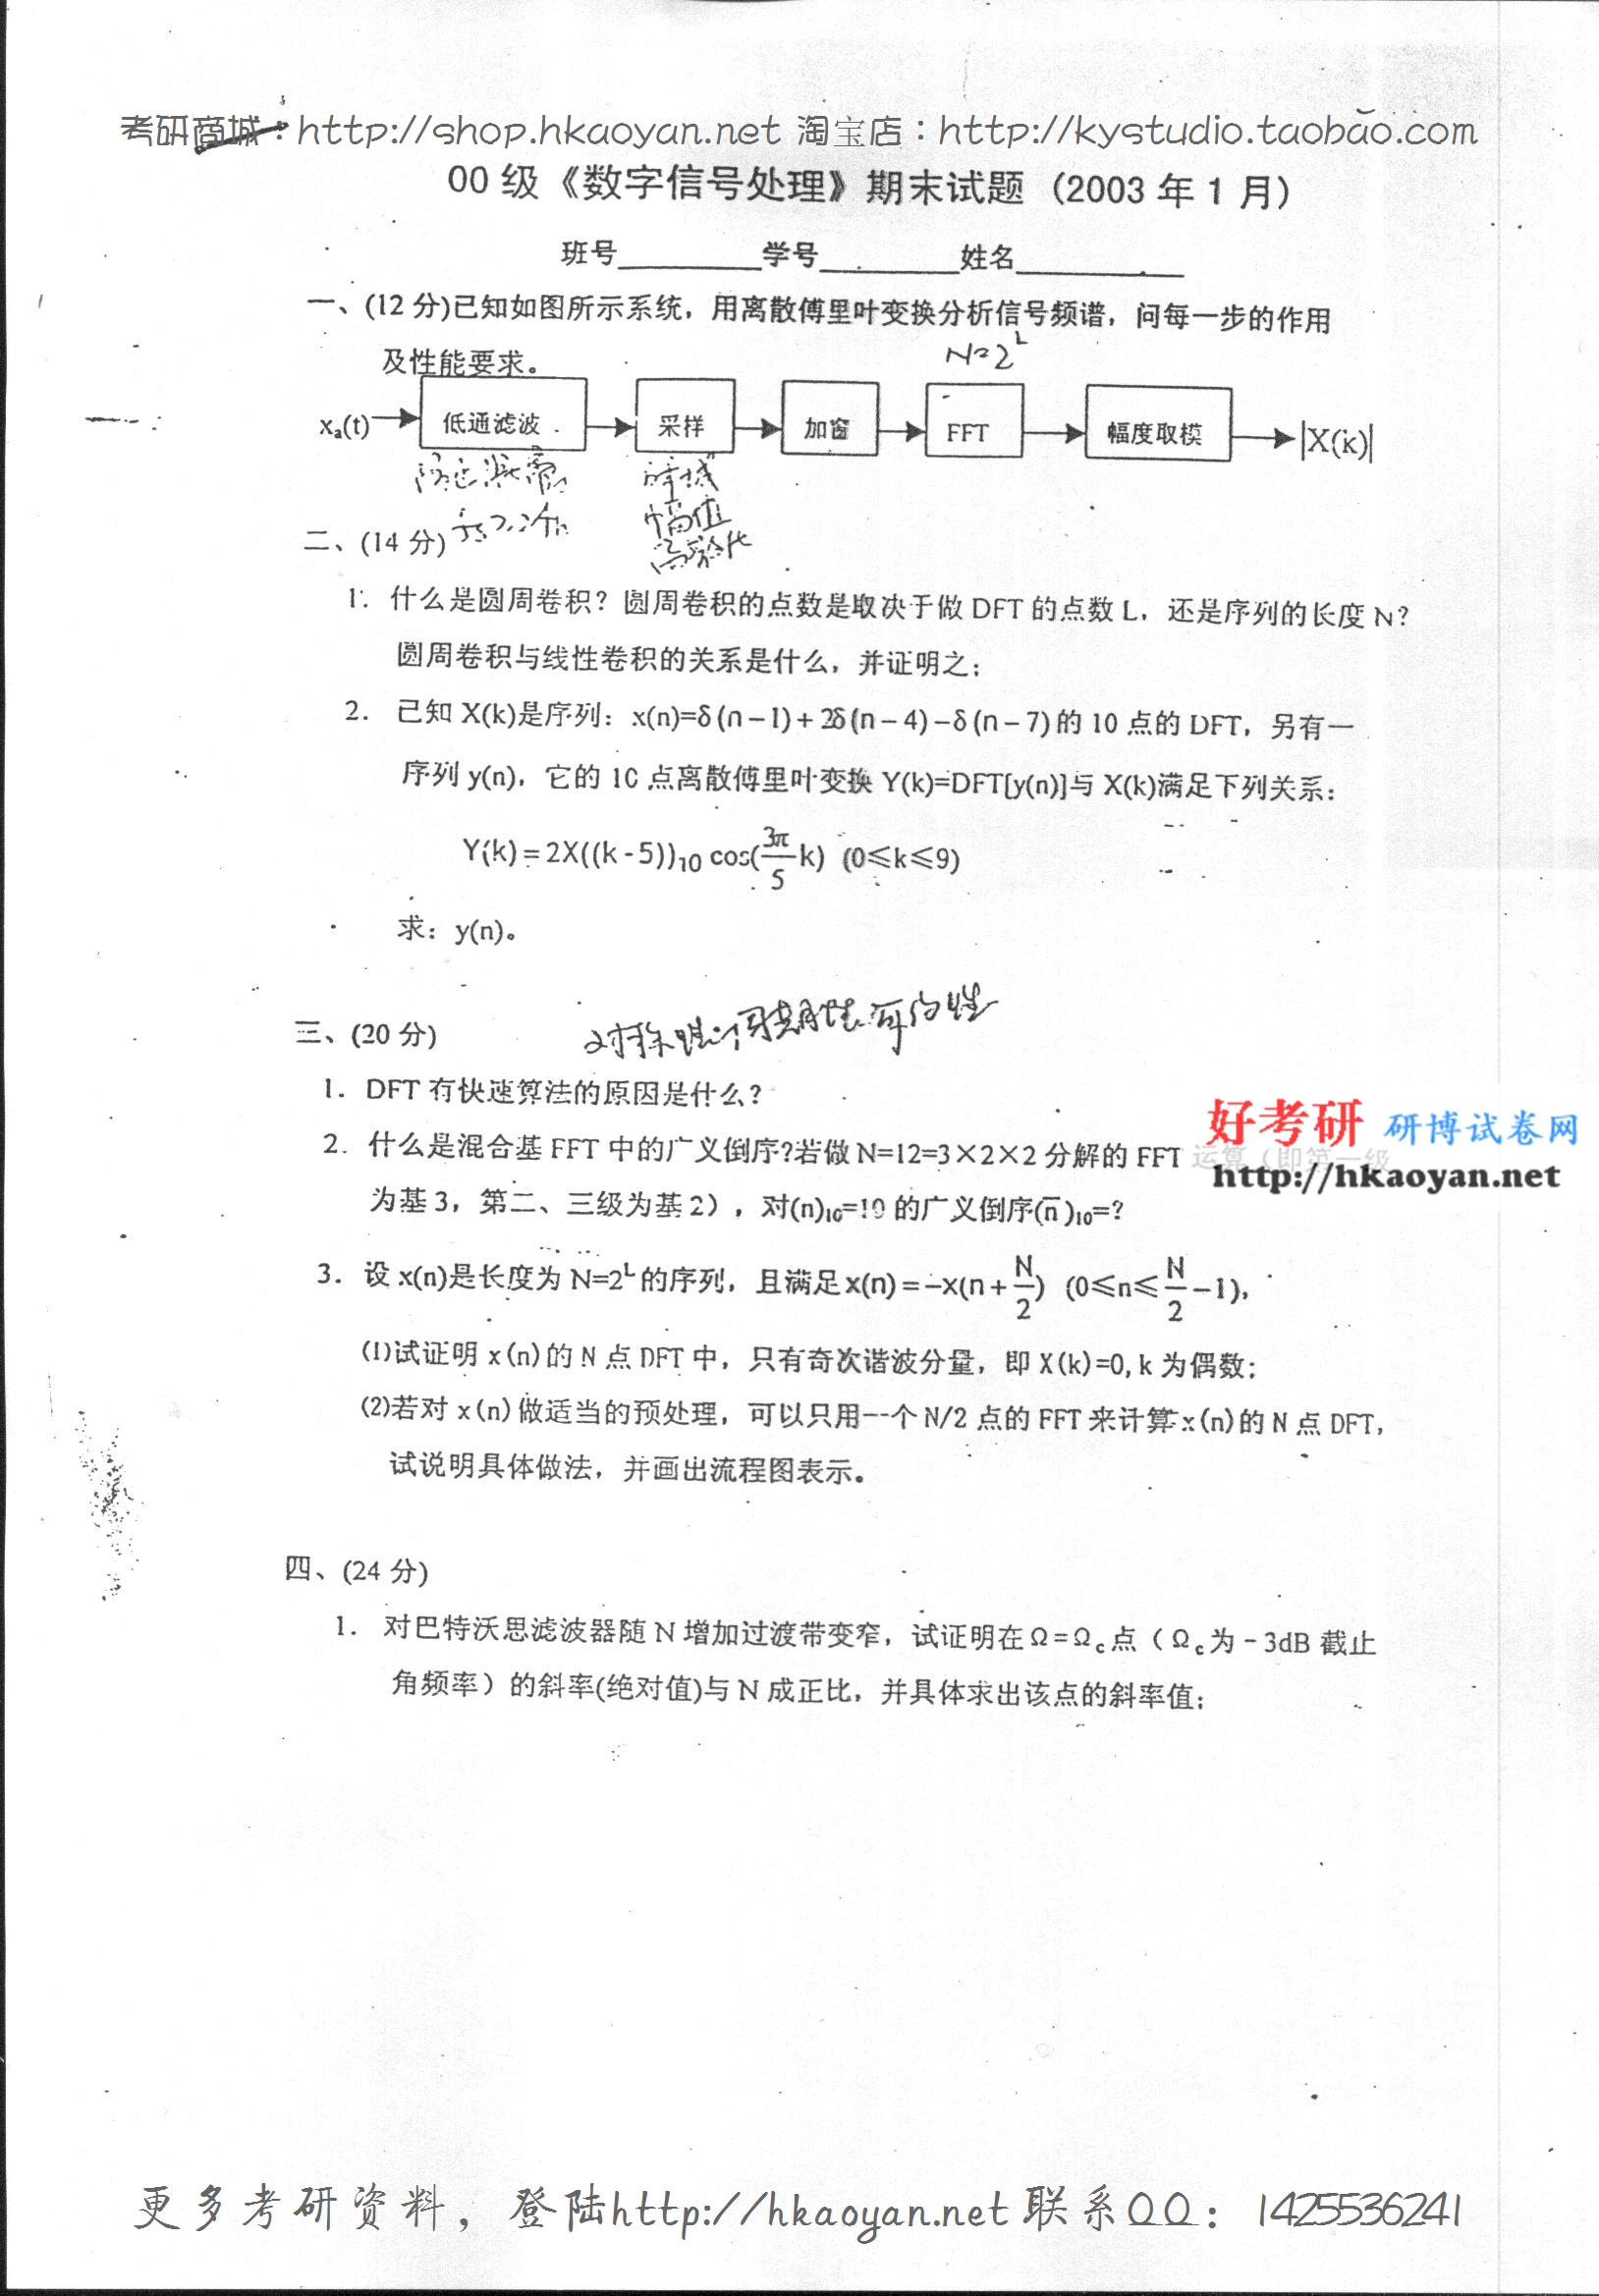 考研商城：http://shop.hkaoyan.net 淘宝店：http://kystudio.taobao.com
00 级《数字信号处理》期末试题（2003 年 1 月）
班号_________学号_________姓名_________
一、(12 分)已知如图所示系统，用离散傅里叶变换分析信号频谱，问每一步的作用
及性能要求。
N=2^L
xₐ(t) 低通滤波 采样 加窗 FFT 幅度取模 |X(k)|
时域
幅值
二、(14 分)
1. 什么是圆周卷积？圆周卷积的点数是取决于做 DFT 的点数 L，还是序列的长度 N？
圆周卷积与线性卷积的关系是什么，并证明之；
2. 已知 X(k)是序列：x(n)=δ(n－1)＋2δ(n－4)－δ(n－7)的 10 点的 DFT，另有一
序列 y(n)，它的 10 点离散傅里叶变换 Y(k)=DFT[y(n)]与 X(k)满足下列关系：
Y(k)=2X((k-5))₁₀ cos(3π/5 k) (0≤k≤9)
求：y(n)。
三、(20 分)
对称性 周期性 可约性
1. DFT 有快速算法的原因是什么？
好考研 研博试卷网
2. 什么是混合基 FFT 中的广义倒序?若做 N=12=3×2×2 分解的 FFT 运算（即第一级
http://hkaoyan.net
为基 3，第二、三级为基 2），对(n)₁₀=10 的广义倒序(n̄)₁₀=？
3. 设 x(n)是长度为 N=2^L 的序列，且满足 x(n)=-x(n+N/2) (0≤n≤N/2-1)，
(1)试证明 x(n)的 N 点 DFT 中，只有奇次谐波分量，即 X(k)=0, k 为偶数；
(2)若对 x(n)做适当的预处理，可以只用一个 N/2 点的 FFT 来计算 x(n)的 N 点 DFT，
试说明具体做法，并画出流程图表示。
四、(24 分)
1. 对巴特沃思滤波器随 N 增加过渡带变窄，试证明在 Ω=Ω_c 点（Ω_c 为－3dB 截止
角频率）的斜率(绝对值)与 N 成正比，并具体求出该点的斜率值；
更多考研资料，登陆http://hkaoyan.net 联系QQ：1425536241